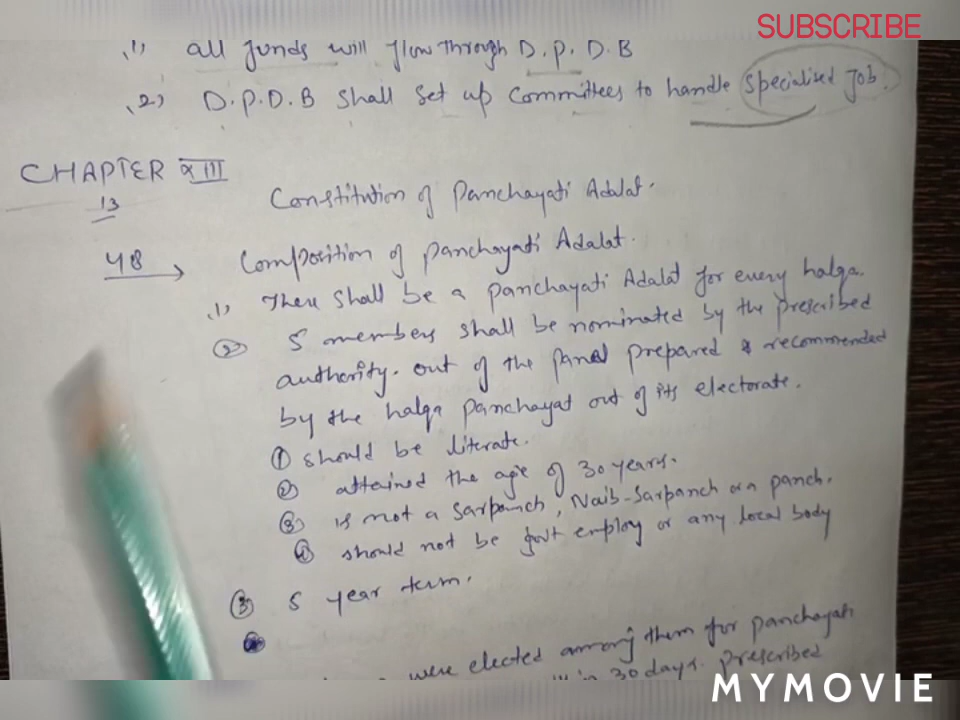 SUBSCRIBE
(1) all funds will flow through D.P.D.B
(2) D.P.D.B shall set up committees to handle specialised job.
CHAPTER XIII
13
Constitution of Panchayati Adalat.
48 → Composition of Panchayati Adalat.
(1) There shall be a panchayati Adalat for every halqa.
(2) 5 members shall be nominated by the prescribed
authority. out of the panel prepared & recommended
by the halqa panchayat out of its electorate.
(1) should be literate.
(2) attained the age of 30 years.
(3) is not a Sarpanch, Naib-Sarpanch or a panch.
(4) should not be govt employ or any local body
(3) 5 year term.
were elected among them for panchayati
in 30 days. Prescribed
MYMOVIE